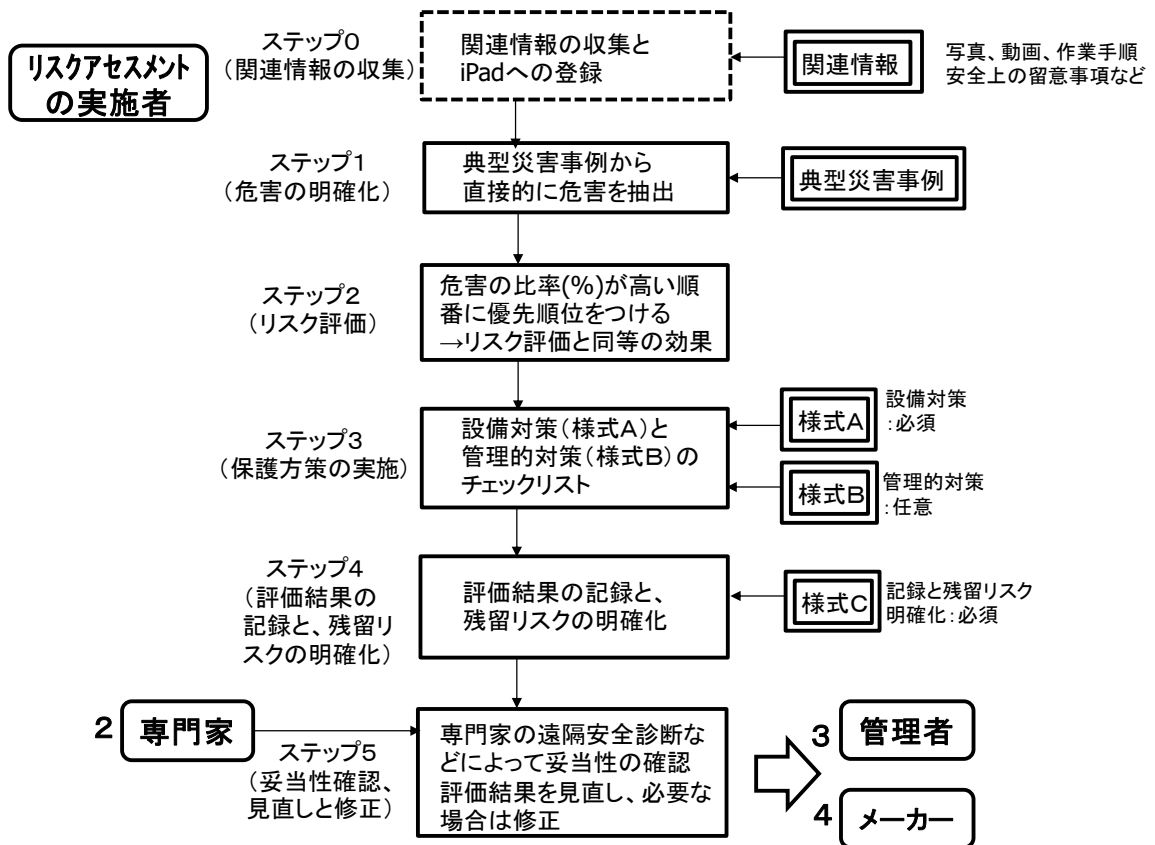 リスクアセスメント
の実施者
ステップ0
(関連情報の収集)
関連情報の収集と
iPadへの登録
関連情報
写真、動画、作業手順
安全上の留意事項など
ステップ1
(危害の明確化)
典型災害事例から
直接的に危害を抽出
典型災害事例
ステップ2
(リスク評価)
危害の比率(%)が高い順
番に優先順位をつける
→リスク評価と同等の効果
ステップ3
(保護方策の実施)
設備対策(様式A)と
管理的対策(様式B)の
チェックリスト
様式A
設備対策
:必須
様式B
管理的対策
:任意
ステップ4
(評価結果の
記録と、残留リ
スクの明確化)
評価結果の記録と、
残留リスクの明確化
様式C
記録と残留リスク
明確化:必須
2 専門家
ステップ5
(妥当性確認、
見直しと修正)
専門家の遠隔安全診断な
どによって妥当性の確認
評価結果を見直し、必要な
場合は修正
3 管理者
4 メーカー